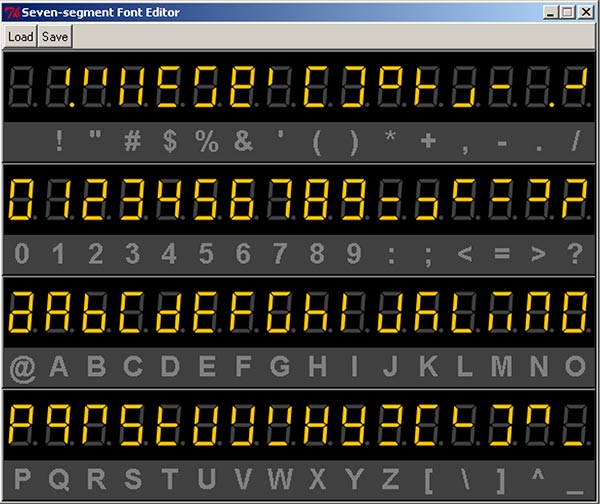 Seven-segment Font Editor
Load Save
! " # $ % & ' ( ) * + , - . /
0 1 2 3 4 5 6 7 8 9 : ; < = > ?
@ A B C D E F G H I J K L M N O
P Q R S T U V W X Y Z [ \ ] ^ _